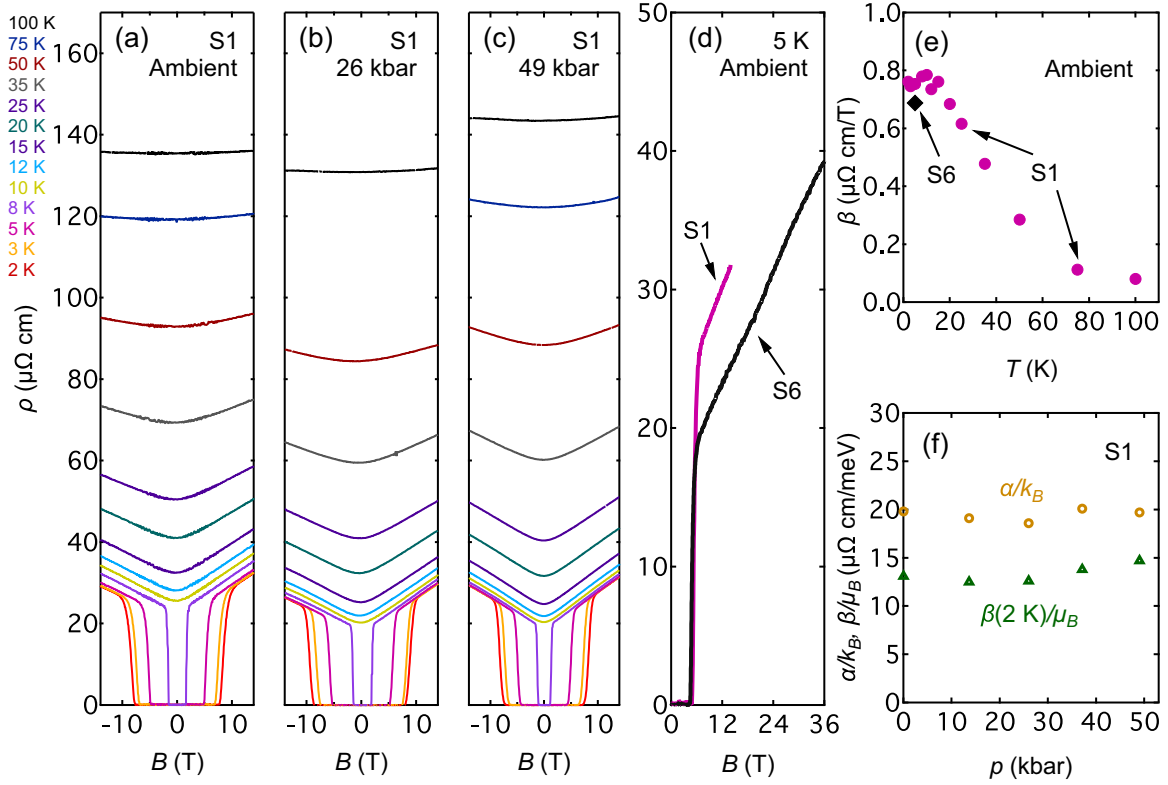 100 K
75 K
50 K
35 K
25 K
20 K
15 K
12 K
10 K
8 K
5 K
3 K
2 K
ρ (μΩ cm)
160
140
120
100
80
60
40
20
0
(a) S1
Ambient
-10 0 10
B (T)
(b) S1
26 kbar
-10 0 10
B (T)
(c) S1
49 kbar
-10 0 10
B (T)
50
40
30
20
10
0
(d) 5 K
Ambient
S1
S6
0 12 24 36
B (T)
β (μΩ cm/T)
1.0
0.8
0.6
0.4
0.2
0.0
(e) Ambient
S6
S1
0 20 40 60 80 100
T (K)
α/kB, β/μB (μΩ cm/meV)
30
25
20
15
10
5
0
(f) S1
α/kB
β(2 K)/μB
0 10 20 30 40 50
p (kbar)